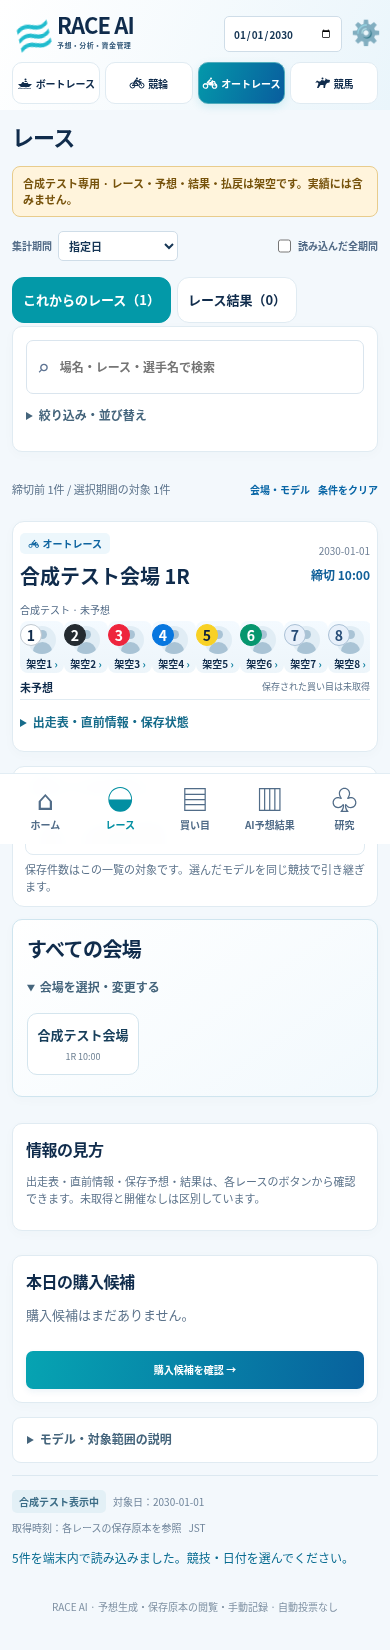 RACE AI
予想・分析・資金管理
01/01/2030
ボートレース
競輪
オートレース
競馬
レース
合成テスト専用・レース・予想・結果・払戻は架空です。実績には含
みません。
集計期間
指定日
読み込んだ全期間
これからのレース（1）
レース結果（0）
場名・レース・選手名で検索
▶ 絞り込み・並び替え
締切前 1件 / 選択期間の対象 1件
会場・モデル 条件をクリア
オートレース
2030-01-01
合成テスト会場 1R
締切 10:00
合成テスト · 未予想
1 2 3 4 5 6 7 8
架空1 › 架空2 › 架空3 › 架空4 › 架空5 › 架空6 › 架空7 › 架空8 ›
未予想
保存された買い目は未取得
▶ 出走表・直前情報・保存状態
ホーム
レース
買い目
AI予想結果
研究
保存件数はこの一覧の対象です。選んだモデルを同じ競技で引き継ぎ
ます。
すべての会場
▼ 会場を選択・変更する
合成テスト会場
1R 10:00
情報の見方
出走表・直前情報・保存予想・結果は、各レースのボタンから確認
できます。未取得と開催なしは区別しています。
本日の購入候補
購入候補はまだありません。
購入候補を確認 →
▶ モデル・対象範囲の説明
合成テスト表示中
対象日：2030-01-01
取得時刻：各レースの保存原本を参照 JST
5件を端末内で読み込みました。競技・日付を選んでください。
RACE AI · 予想生成・保存原本の閲覧・手動記録 · 自動投票なし